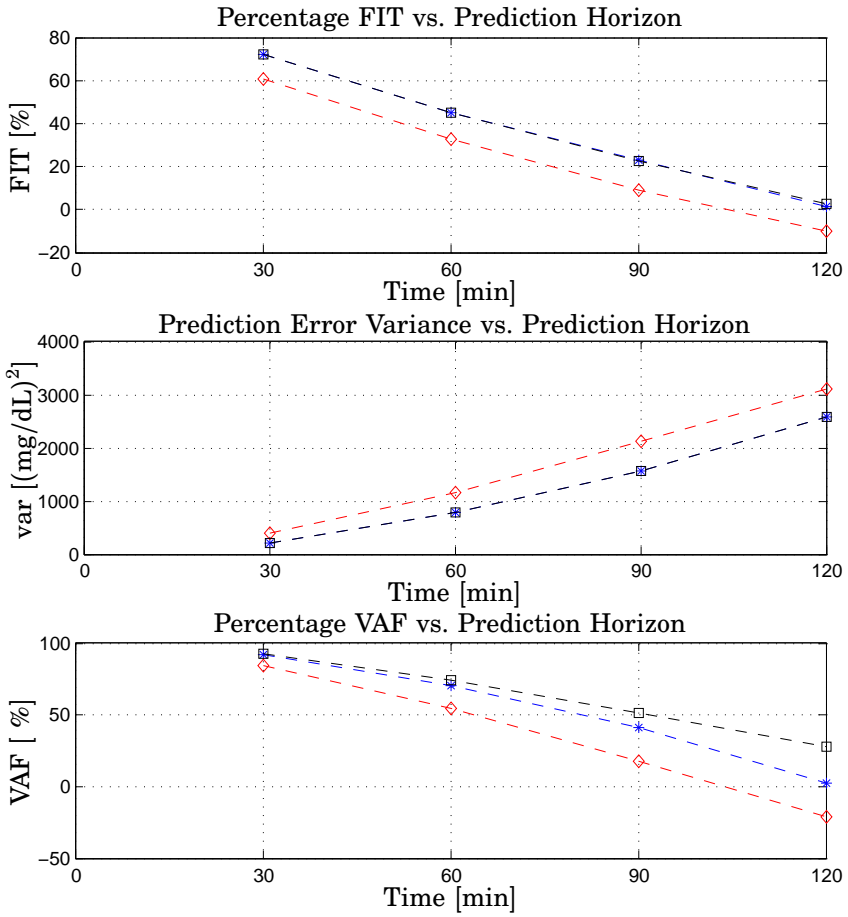 Percentage FIT vs. Prediction Horizon
FIT [%]
80
60
40
20
0
−20
0 30 60 90 120
Time [min]
Prediction Error Variance vs. Prediction Horizon
var [(mg/dL)²]
4000
3000
2000
1000
0
0 30 60 90 120
Time [min]
Percentage VAF vs. Prediction Horizon
VAF [ %]
100
50
0
−50
0 30 60 90 120
Time [min]